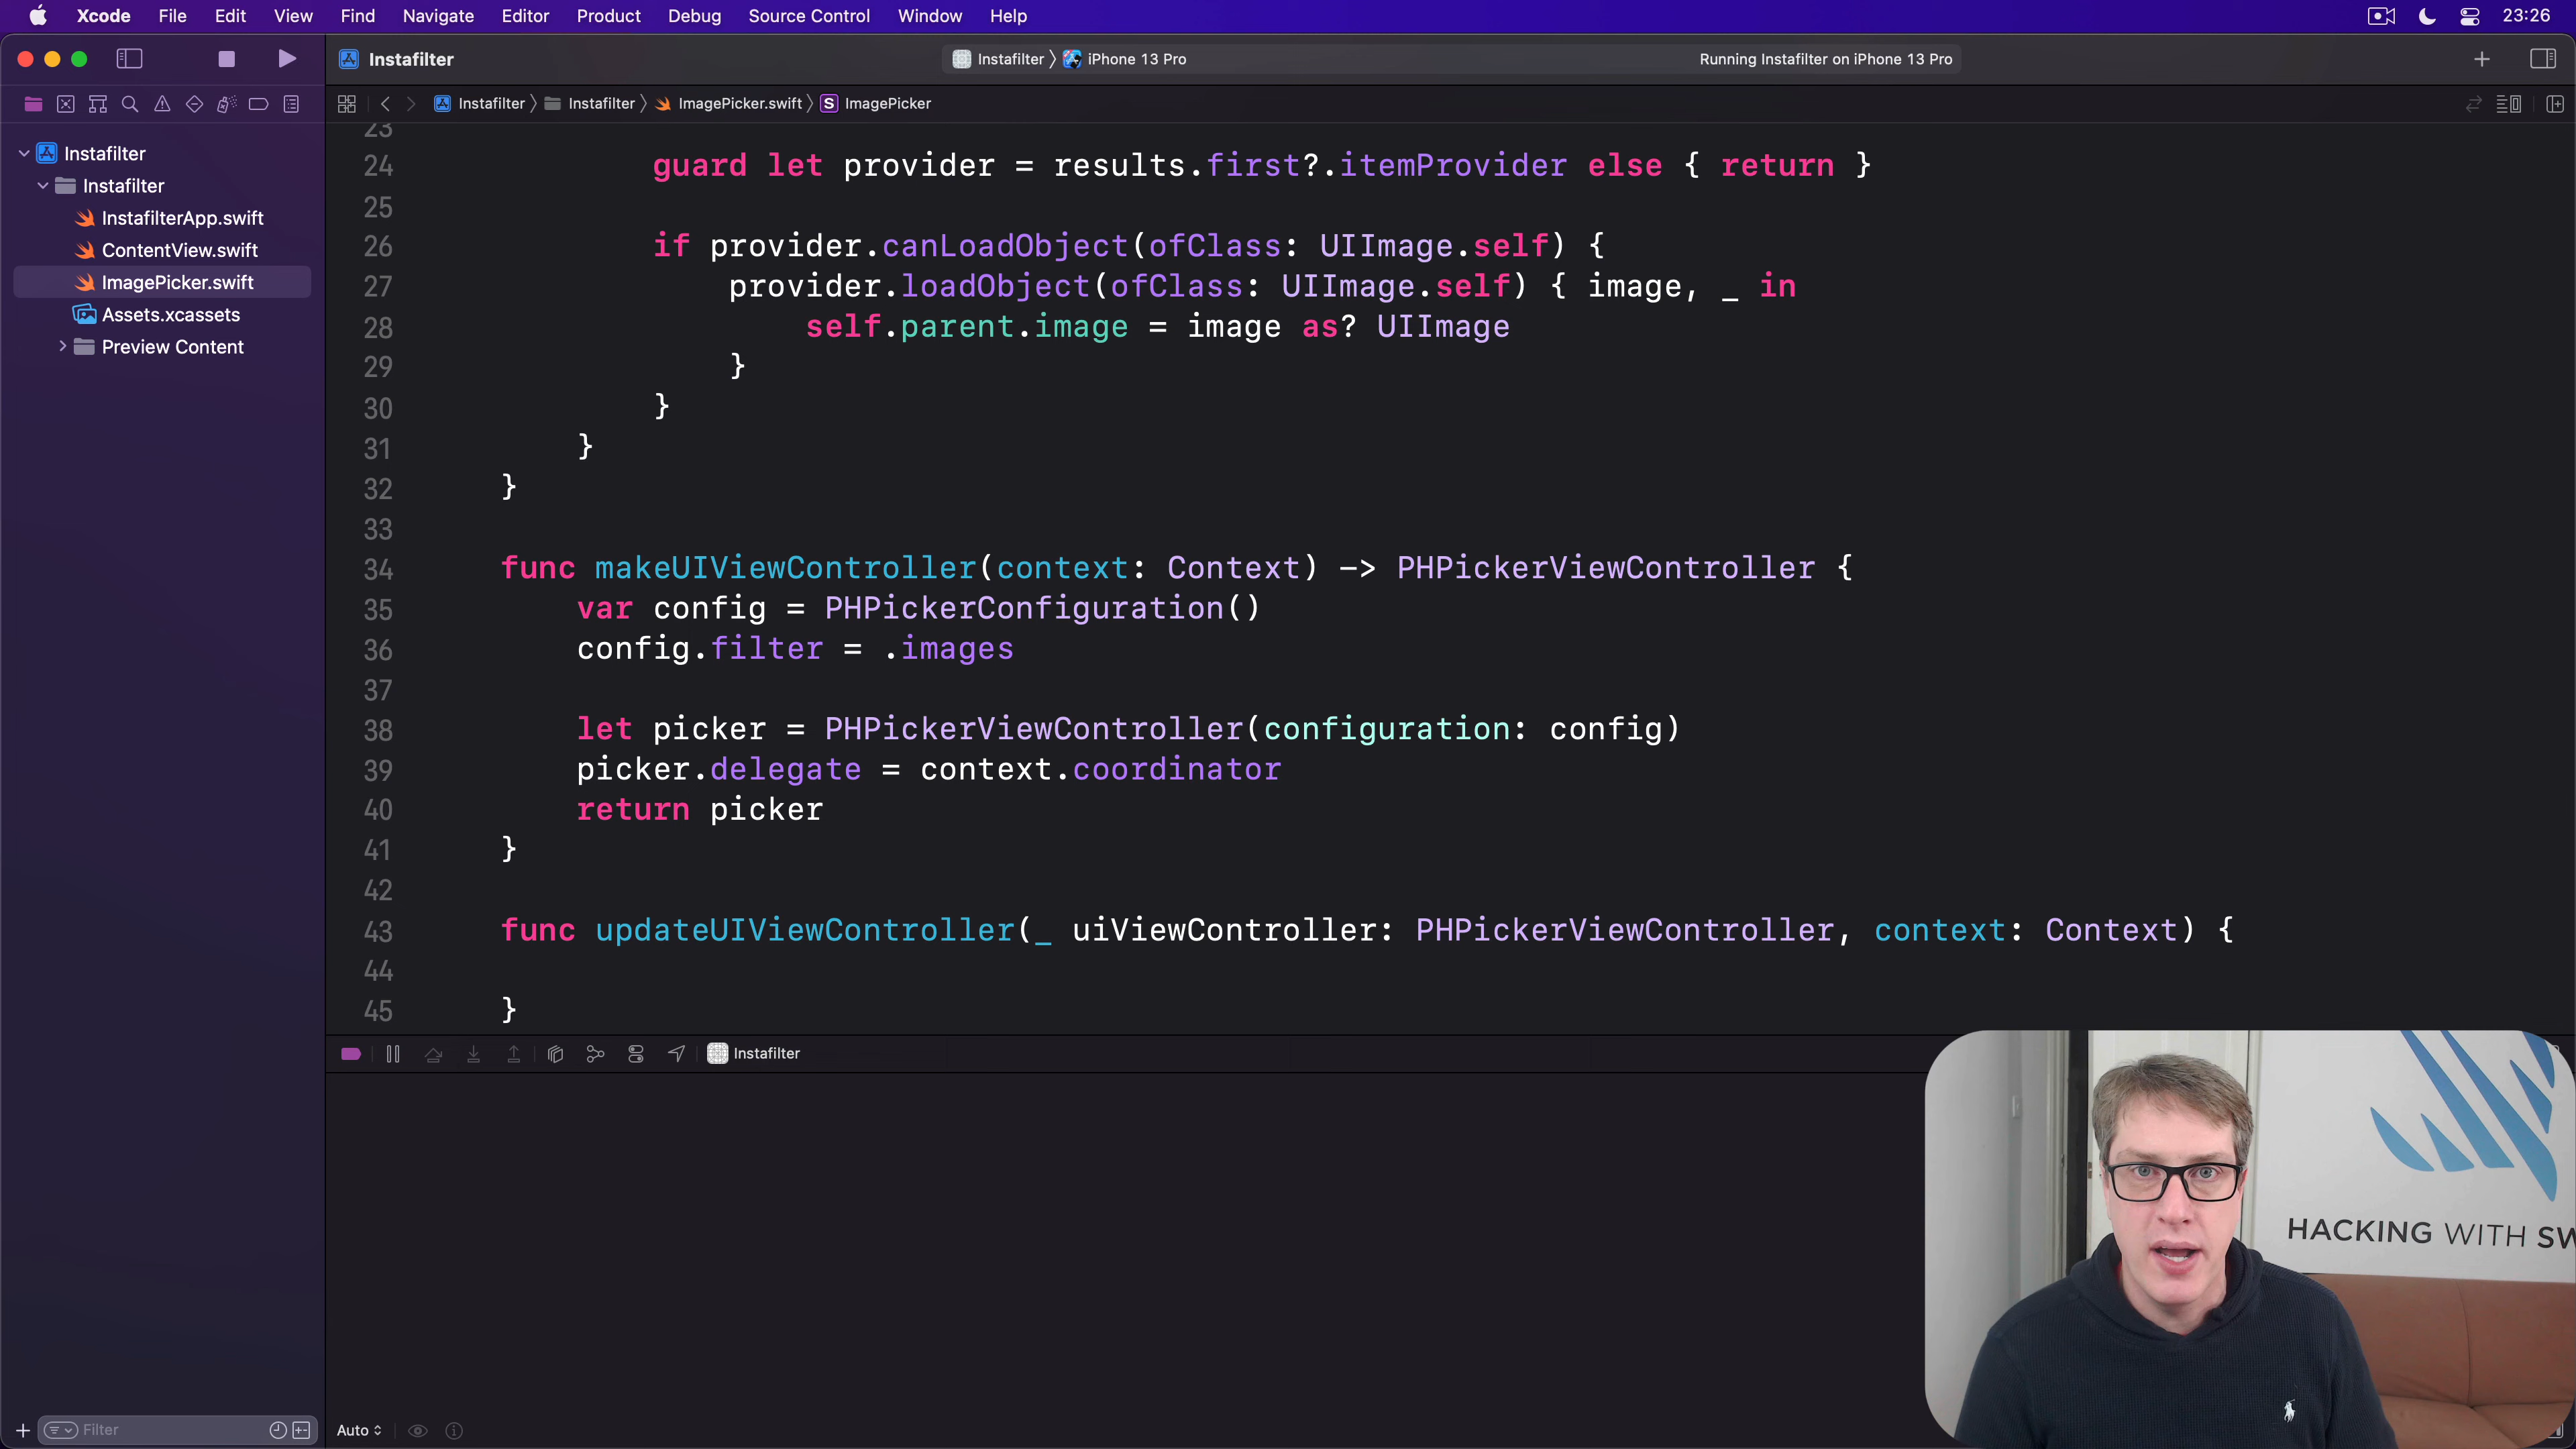 Xcode File Edit View Find Navigate Editor Product Debug Source Control Window Help 23:26
Instafilter
Instafilter iPhone 13 Pro
Running Instafilter on iPhone 13 Pro
Instafilter Instafilter ImagePicker.swift S ImagePicker
Instafilter
Instafilter
InstafilterApp.swift
ContentView.swift
ImagePicker.swift
Assets.xcassets
Preview Content
23
24 guard let provider = results.first?.itemProvider else { return }
25
26 if provider.canLoadObject(ofClass: UIImage.self) {
27 provider.loadObject(ofClass: UIImage.self) { image, _ in
28 self.parent.image = image as? UIImage
29 }
30 }
31 }
32 }
33
34 func makeUIViewController(context: Context) -> PHPickerViewController {
35 var config = PHPickerConfiguration()
36 config.filter = .images
37
38 let picker = PHPickerViewController(configuration: config)
39 picker.delegate = context.coordinator
40 return picker
41 }
42
43 func updateUIViewController(_ uiViewController: PHPickerViewController, context: Context) {
44
45 }
Instafilter
HACKING WITH SW
Filter
Auto